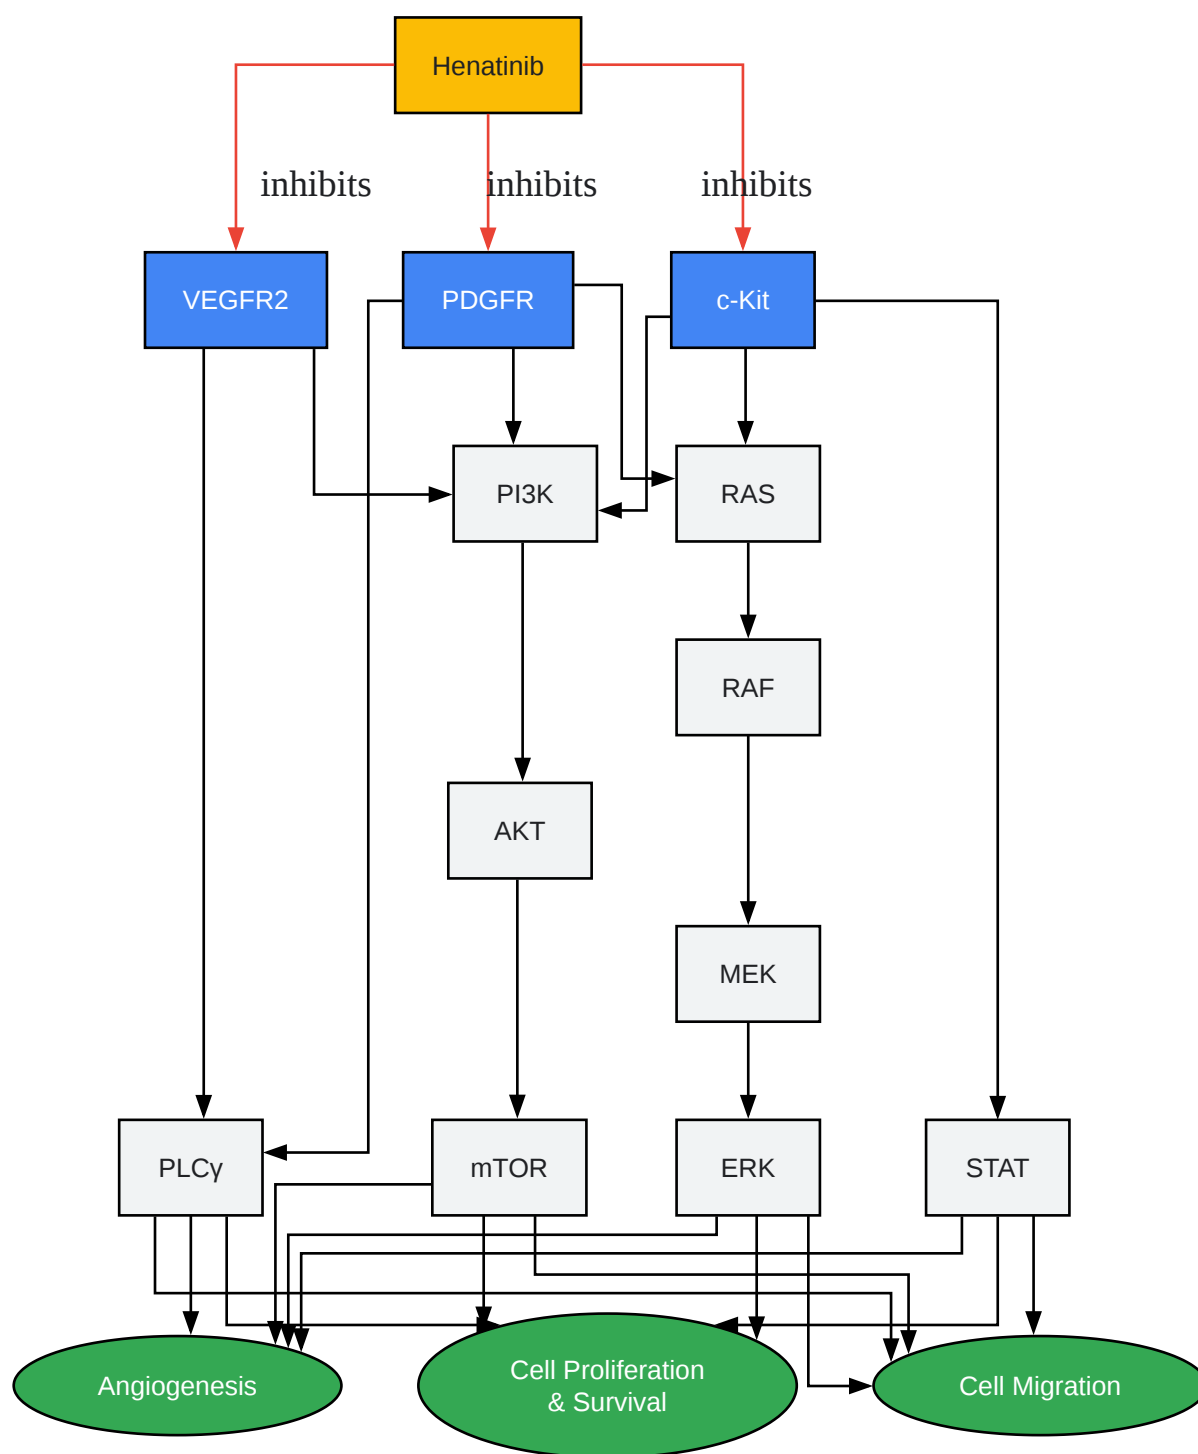 Henatinib
inhibits
inhibits
inhibits
VEGFR2
PDGFR
c-Kit
PI3K
RAS
RAF
AKT
MEK
PLCγ
mTOR
ERK
STAT
Angiogenesis
Cell Proliferation
& Survival
Cell Migration